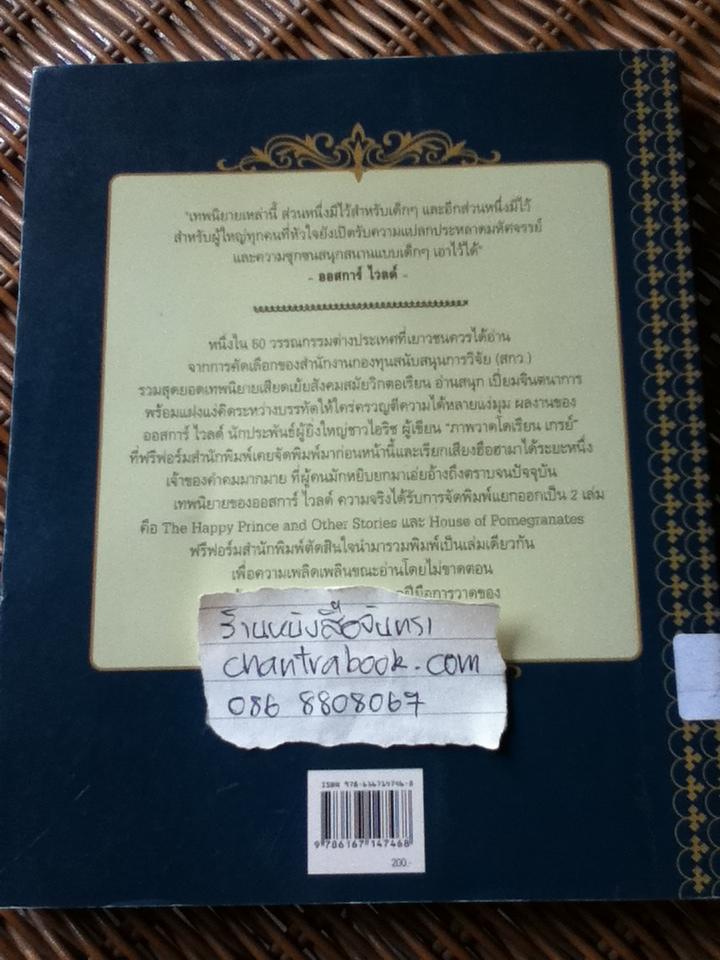 "เทพนิยายเหล่านี้ ส่วนหนึ่งมีไว้สำหรับเด็กๆ และอีกส่วนหนึ่งมีไว้
สำหรับผู้ใหญ่ทุกคนที่หัวใจยังเปิดรับความแปลกประหลาดมหัศจรรย์
และความซุกซนสนุกสนานแบบเด็กๆ เอาไว้ได้"
- ออสการ์ ไวลด์ -
หนึ่งใน 50 วรรณกรรมต่างประเทศที่เยาวชนควรได้อ่าน
จากการคัดเลือกของสำนักงานกองทุนสนับสนุนการวิจัย (สกว.)
รวมสุดยอดเทพนิยายเสียดเย้ยสังคมสมัยวิกตอเรียน อ่านสนุก เปี่ยมจินตนาการ
พร้อมแฝงแง่คิดระหว่างบรรทัดให้ใคร่ครวญตีความได้หลายแง่มุม ผลงานของ
ออสการ์ ไวลด์ นักประพันธ์ผู้ยิ่งใหญ่ชาวไอริช ผู้เขียน "ภาพวาดโดเรียน เกรย์"
ที่ฟรีฟอร์มสำนักพิมพ์เคยจัดพิมพ์มาก่อนหน้านี้และเรียกเสียงฮือฮามาได้ระยะหนึ่ง
เจ้าของคำคมมากมาย ที่ผู้คนมักหยิบยกมาเอ่ยอ้างถึงตราบจนปัจจุบัน
เทพนิยายของออสการ์ ไวลด์ ความจริงได้รับการจัดพิมพ์แยกออกเป็น 2 เล่ม
คือ The Happy Prince and Other Stories และ House of Pomegranates
ฟรีฟอร์มสำนักพิมพ์ตัดสินใจนำมารวมพิมพ์เป็นเล่มเดียวกัน
เพื่อความเพลิดเพลินขณะอ่านโดยไม่ขาดตอน
ฝีมือการวาดของ
ร้านหนังสือจันทรา
chantrabook.com
086 8808067
ISBN 978-616714746-8
9 786167 147468
200.-